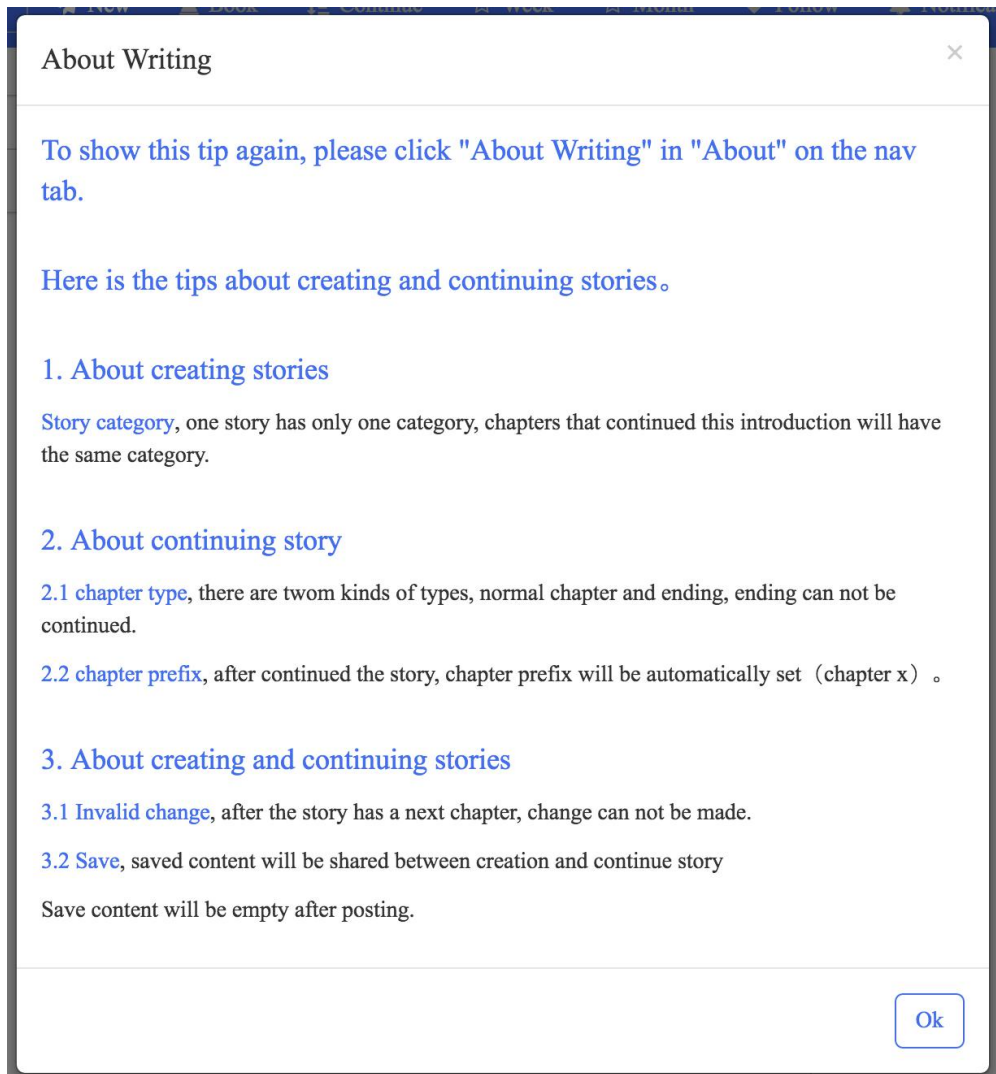 New Book Continue Week Month Follow
About Writing ×
To show this tip again, please click "About Writing" in "About" on the nav
tab.
Here is the tips about creating and continuing stories。
1. About creating stories
Story category, one story has only one category, chapters that continued this introduction will have
the same category.
2. About continuing story
2.1 chapter type, there are twom kinds of types, normal chapter and ending, ending can not be
continued.
2.2 chapter prefix, after continued the story, chapter prefix will be automatically set（chapter x）。
3. About creating and continuing stories
3.1 Invalid change, after the story has a next chapter, change can not be made.
3.2 Save, saved content will be shared between creation and continue story
Save content will be empty after posting.
Ok